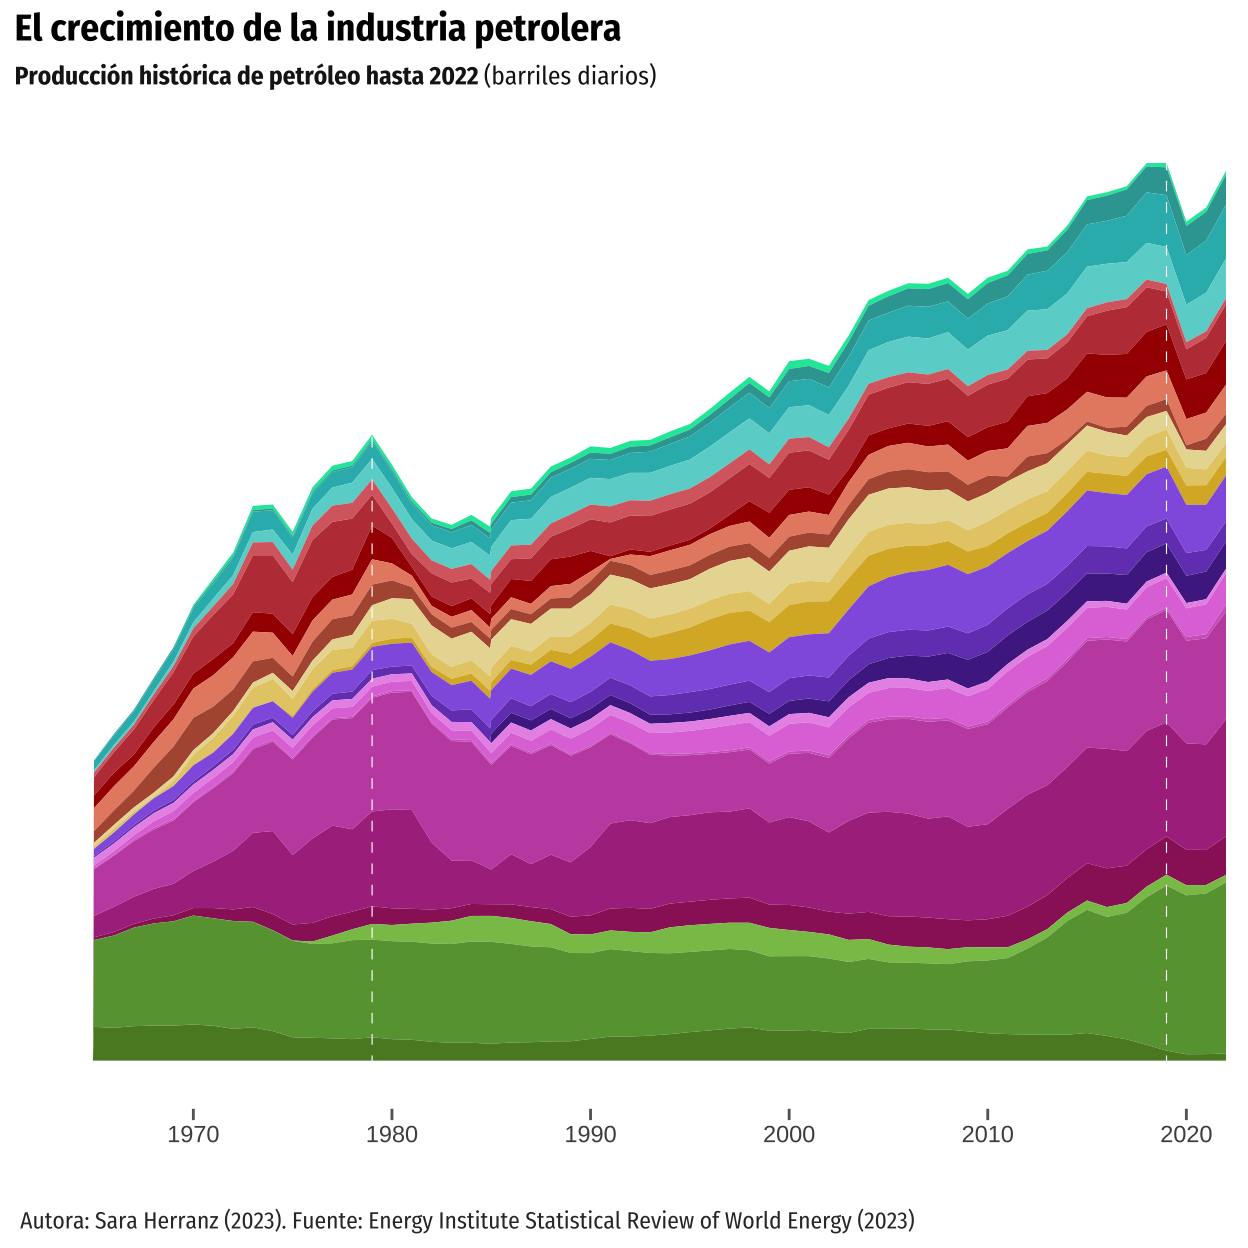 El crecimiento de la industria petrolera
Producción histórica de petróleo hasta 2022 (barriles diarios)
1970 1980 1990 2000 2010 2020
Autora: Sara Herranz (2023). Fuente: Energy Institute Statistical Review of World Energy (2023)